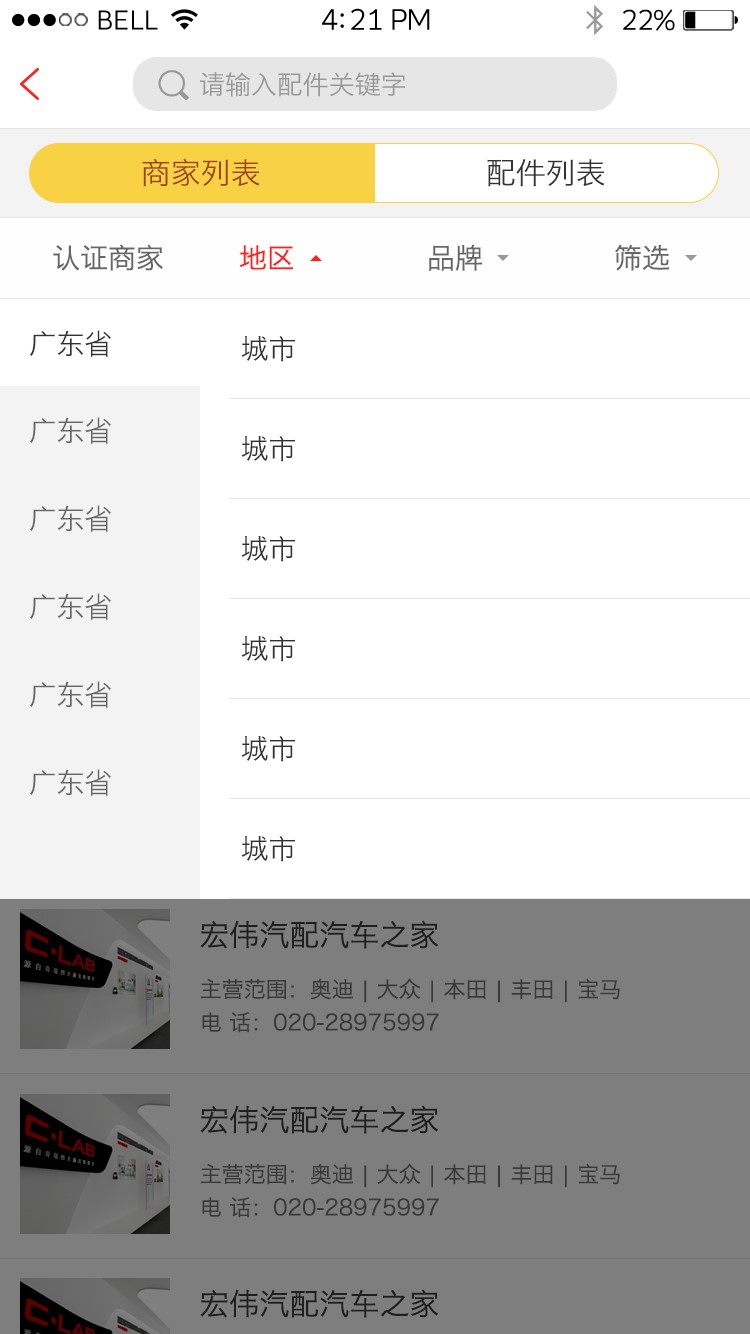 BELL 4:21 PM 22%
请输入配件关键字
商家列表 配件列表
认证商家 地区 品牌 筛选
广东省 城市
广东省 城市
广东省 城市
广东省 城市
广东省 城市
广东省 城市
C·LAB
宏伟汽配汽车之家
主营范围：奥迪 | 大众 | 本田 | 丰田 | 宝马
电 话：020-28975997
C·LAB
宏伟汽配汽车之家
主营范围：奥迪 | 大众 | 本田 | 丰田 | 宝马
电 话：020-28975997
C·LAB
宏伟汽配汽车之家